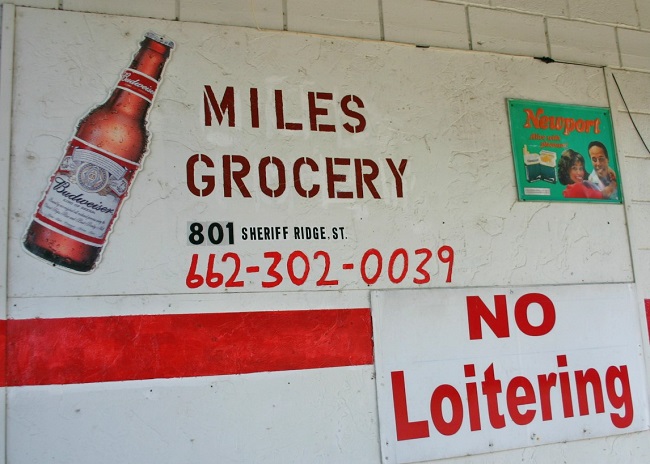 Budweiser
Budweiser
MILES
GROCERY
801 SHERIFF RIDGE. ST.
662-302-0039
Newport
NO
Loitering